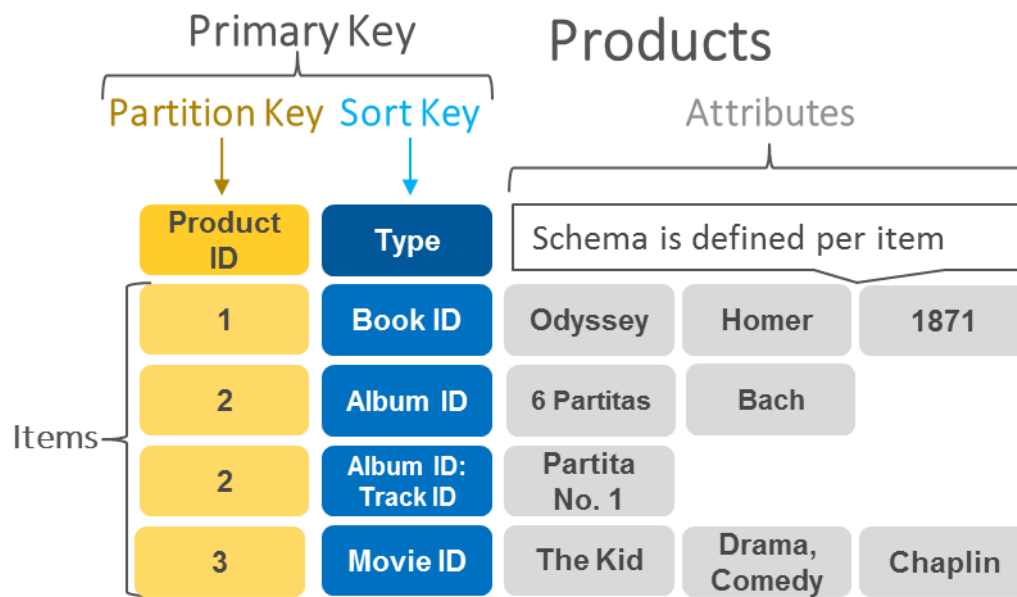 Primary Key
Products
Partition Key
Sort Key
Attributes
Product
ID
Type
Schema is defined per item
Items
1
Book ID
Odyssey
Homer
1871
2
Album ID
6 Partitas
Bach
2
Album ID:
Track ID
Partita
No. 1
3
Movie ID
The Kid
Drama,
Comedy
Chaplin